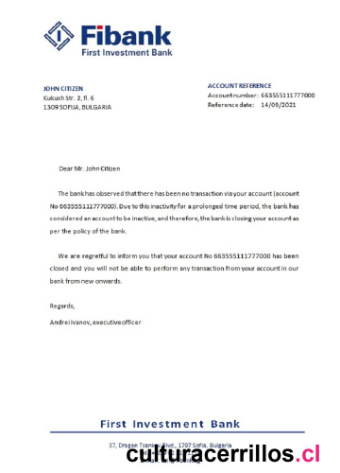 Fibank
First Investment Bank
JOHN CITIZEN
Kukush Str. 2, fl. 6
1309 SOFIJA, BULGARIA
ACCOUNT REFERENCE
Account number: 663555111777000
Reference date: 14/09/2021
Dear Mr. John Citizen
The bank has observed that there has been no transaction via your account (account
No 663555111777000). Due to this inactivity for a prolonged time period, the bank has
considered an account to be inactive, and therefore, the bank is closing your account as
per the policy of the bank.
We are regretful to inform you that your account No 663555111777000 has been
closed and you will not be able to perform any transaction from your account in our
bank from new onwards.
Regards,
Andrei Ivanov, executive officer
First Investment Bank
37, Dragan Tsankov Blvd., 1797 Sofia, Bulgaria
culturacerrillos.cl